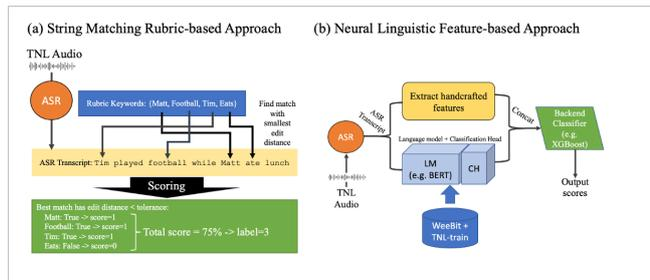 (a) String Matching Rubric-based Approach
TNL Audio
ASR
Rubric Keywords: {Matt, Football, Tim, Eats}
Find match
with
smallest
edit
distance
ASR Transcript: Tim played football while Matt ate lunch
Scoring
Best match has edit distance < tolerance:
Matt: True -> score=1
Football: True -> score=1
Tim: True -> score=1
Eats: False -> score=0
Total score = 75% -> label=3
(b) Neural Linguistic Feature-based Approach
ASR
TNL
Audio
ASR
Transcript
Extract handcrafted
features
Language model + Classification Head
LM
(e.g. BERT)
CH
WeeBit +
TNL-train
Concat
Backend
Classifier
(e.g.
XGBoost)
Output
scores